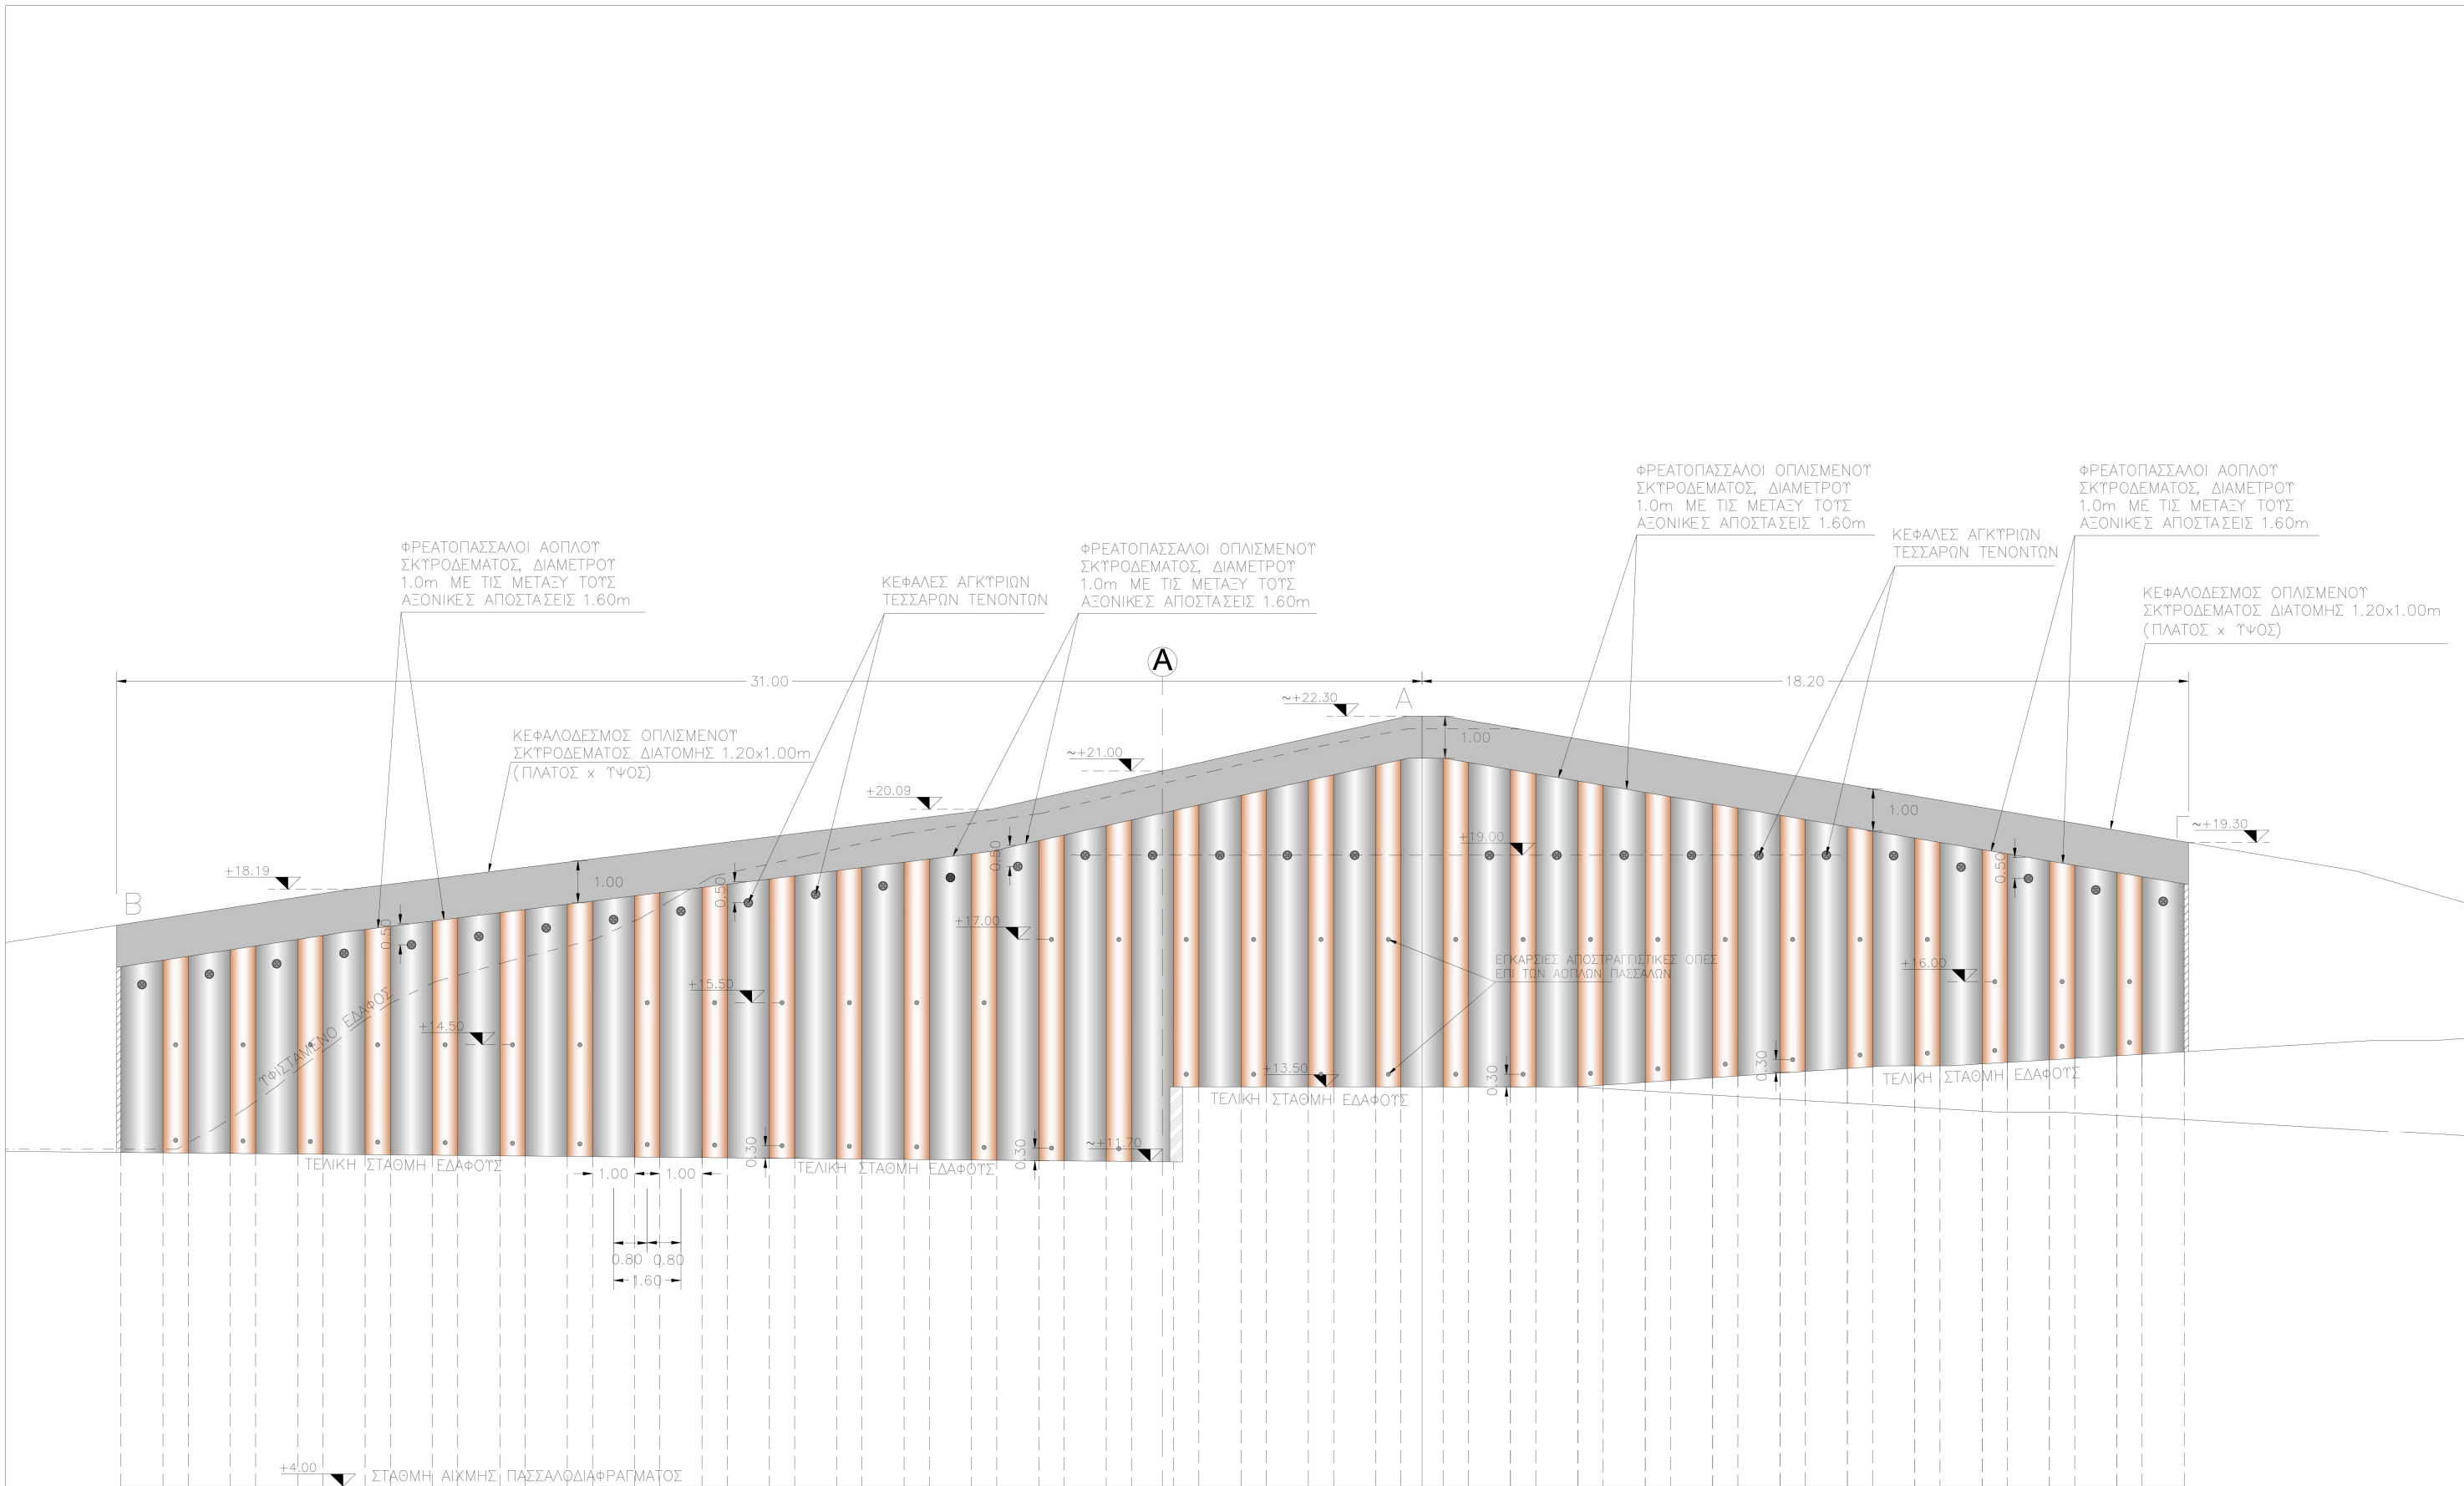 ΦΡΕΑΤΟΠΑΣΣΑΛΟΙ ΟΠΛΙΣΜΕΝΟΥ
ΣΚΥΡΟΔΕΜΑΤΟΣ, ΔΙΑΜΕΤΡΟΥ
1.0m ΜΕ ΤΙΣ ΜΕΤΑΞΥ ΤΟΥΣ
ΑΞΟΝΙΚΕΣ ΑΠΟΣΤΑΣΕΙΣ 1.60m
ΦΡΕΑΤΟΠΑΣΣΑΛΟΙ ΑΟΠΛΟΥ
ΣΚΥΡΟΔΕΜΑΤΟΣ, ΔΙΑΜΕΤΡΟΥ
1.0m ΜΕ ΤΙΣ ΜΕΤΑΞΥ ΤΟΥΣ
ΑΞΟΝΙΚΕΣ ΑΠΟΣΤΑΣΕΙΣ 1.60m
ΚΕΦΑΛΕΣ ΑΓΚΥΡΙΩΝ
ΤΕΣΣΑΡΩΝ ΤΕΝΟΝΤΩΝ
ΦΡΕΑΤΟΠΑΣΣΑΛΟΙ ΑΟΠΛΟΥ
ΣΚΥΡΟΔΕΜΑΤΟΣ, ΔΙΑΜΕΤΡΟΥ
1.0m ΜΕ ΤΙΣ ΜΕΤΑΞΥ ΤΟΥΣ
ΑΞΟΝΙΚΕΣ ΑΠΟΣΤΑΣΕΙΣ 1.60m
ΚΕΦΑΛΕΣ ΑΓΚΥΡΙΩΝ
ΤΕΣΣΑΡΩΝ ΤΕΝΟΝΤΩΝ
ΦΡΕΑΤΟΠΑΣΣΑΛΟΙ ΟΠΛΙΣΜΕΝΟΥ
ΣΚΥΡΟΔΕΜΑΤΟΣ, ΔΙΑΜΕΤΡΟΥ
1.0m ΜΕ ΤΙΣ ΜΕΤΑΞΥ ΤΟΥΣ
ΑΞΟΝΙΚΕΣ ΑΠΟΣΤΑΣΕΙΣ 1.60m
ΚΕΦΑΛΟΔΕΣΜΟΣ ΟΠΛΙΣΜΕΝΟΥ
ΣΚΥΡΟΔΕΜΑΤΟΣ ΔΙΑΤΟΜΗΣ 1.20x1.00m
(ΠΛΑΤΟΣ x ΥΨΟΣ)
A
31.00
18.20
~+22.30
A
1.00
ΚΕΦΑΛΟΔΕΣΜΟΣ ΟΠΛΙΣΜΕΝΟΥ
ΣΚΥΡΟΔΕΜΑΤΟΣ ΔΙΑΤΟΜΗΣ 1.20x1.00m
(ΠΛΑΤΟΣ x ΥΨΟΣ)
~+21.00
+20.09
1.00
Γ
~+19.30
+19.00
0.50
0.50
+18.19
1.00
0.50
B
0.50
+17.00
ΕΓΚΑΡΣΙΕΣ ΑΠΟΣΤΡΑΓΓΙΣΤΙΚΕΣ ΟΠΕΣ
ΕΠΙ ΤΩΝ ΑΟΠΛΩΝ ΠΑΣΣΑΛΩΝ
+16.00
+15.50
+14.50
ΥΦΙΣΤΑΜΕΝΟ ΕΔΑΦΟΣ
0.30
+13.50
0.30
ΤΕΛΙΚΗ ΣΤΑΘΜΗ ΕΔΑΦΟΥΣ
ΤΕΛΙΚΗ ΣΤΑΘΜΗ ΕΔΑΦΟΥΣ
0.30
0.30
~+11.70
ΤΕΛΙΚΗ ΣΤΑΘΜΗ ΕΔΑΦΟΥΣ
ΤΕΛΙΚΗ ΣΤΑΘΜΗ ΕΔΑΦΟΥΣ
1.00 1.00
0.80 0.80
1.60
+4.00 ΣΤΑΘΜΗ ΑΙΧΜΗΣ ΠΑΣΣΑΛΟΔΙΑΦΡΑΓΜΑΤΟΣ